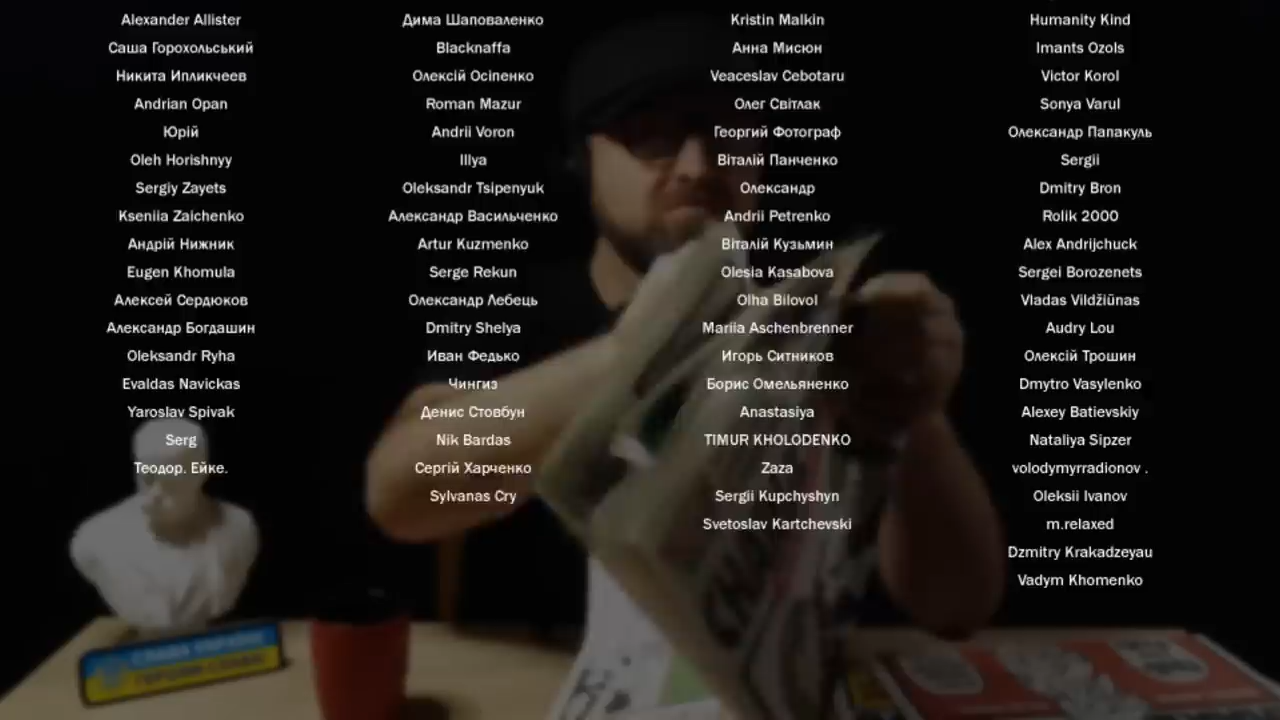 Alexander Allister
Саша Горохольський
Никита Ипликчеев
Andrian Opan
Юрій
Oleh Horishnyy
Sergiy Zayets
Kseniia Zaichenko
Андрій Нижник
Eugen Khomula
Алексей Сердюков
Александр Богдашин
Oleksandr Ryha
Evaldas Navickas
Yaroslav Spivak
Serg
Теодор. Ейке.
Дима Шаповаленко
Blacknaffa
Олексій Осіпенко
Roman Mazur
Andrii Voron
Illya
Oleksandr Tsipenyuk
Александр Васильченко
Artur Kuzmenko
Serge Rekun
Олександр Лебець
Dmitry Shelya
Иван Федько
Чингиз
Денис Стовбун
Nik Bardas
Сергій Харченко
Sylvanas Cry
Kristin Malkin
Анна Мисюн
Veaceslav Cebotaru
Олег Світлак
Георгий Фотограф
Віталій Панченко
Олександр
Andrii Petrenko
Віталій Кузьмин
Olesia Kasabova
Olha Bilovol
Mariia Aschenbrenner
Игорь Ситников
Борис Омельяненко
Anastasiya
TIMUR KHOLODENKO
Zaza
Sergii Kupchyshyn
Svetoslav Kartchevski
Humanity Kind
Imants Ozols
Victor Korol
Sonya Varul
Олександр Папакуль
Sergii
Dmitry Bron
Rolik 2000
Alex Andrijchuck
Sergei Borozenets
Vladas Vildžiūnas
Audry Lou
Олексій Трошин
Dmytro Vasylenko
Alexey Batievskiy
Nataliya Sipzer
volodymyrradionov .
Oleksii Ivanov
m.relaxed
Dzmitry Krakadzeyau
Vadym Khomenko
СЛАВА УКРАЇНІ
ГЕРОЯМ СЛАВА